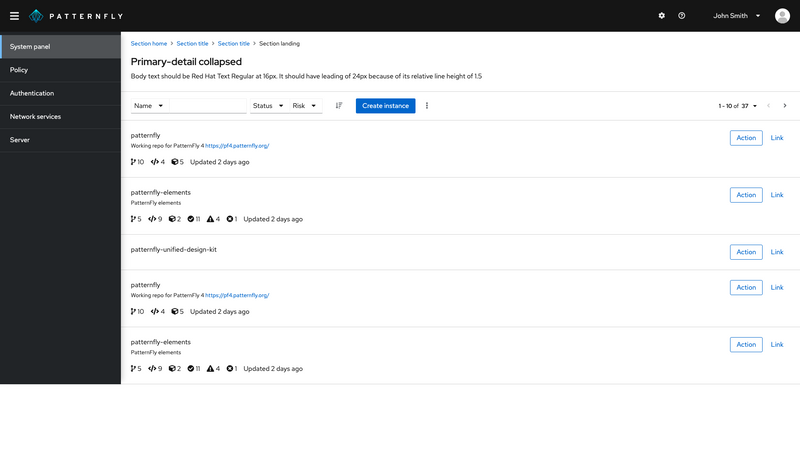 PATTERNFLY
John Smith
System panel
Policy
Authentication
Network services
Server
Section home > Section title > Section title > Section landing
Primary-detail collapsed
Body text should be Red Hat Text Regular at 16px. It should have leading of 24px because of its relative line height of 1.5
Name Status Risk Create instance 1 - 10 of 37
patternfly
Working repo for PatternFly 4 https://pf4.patternfly.org/
10 4 5 Updated 2 days ago
Action Link
patternfly-elements
PatternFly elements
5 9 2 11 4 1 Updated 2 days ago
Action Link
patternfly-unified-design-kit
Action Link
patternfly
Working repo for PatternFly 4 https://pf4.patternfly.org/
10 4 5 Updated 2 days ago
Action Link
patternfly-elements
PatternFly elements
5 9 2 11 4 1 Updated 2 days ago
Action Link